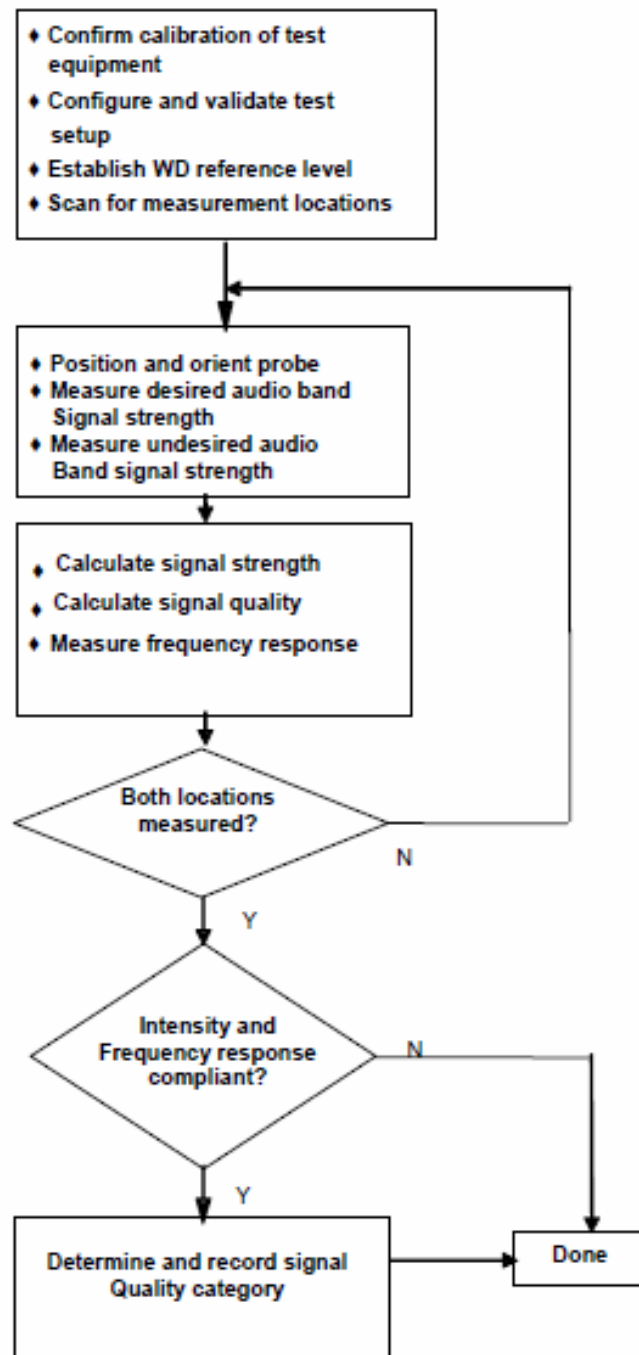 ♦ Confirm calibration of test
equipment
♦ Configure and validate test
setup
♦ Establish WD reference level
♦ Scan for measurement locations
♦ Position and orient probe
♦ Measure desired audio band
Signal strength
♦ Measure undesired audio
Band signal strength
♦ Calculate signal strength
♦ Calculate signal quality
♦ Measure frequency response
Both locations
measured?
N
Y
Intensity and
Frequency response
compliant?
N
Y
Determine and record signal
Quality category
Done